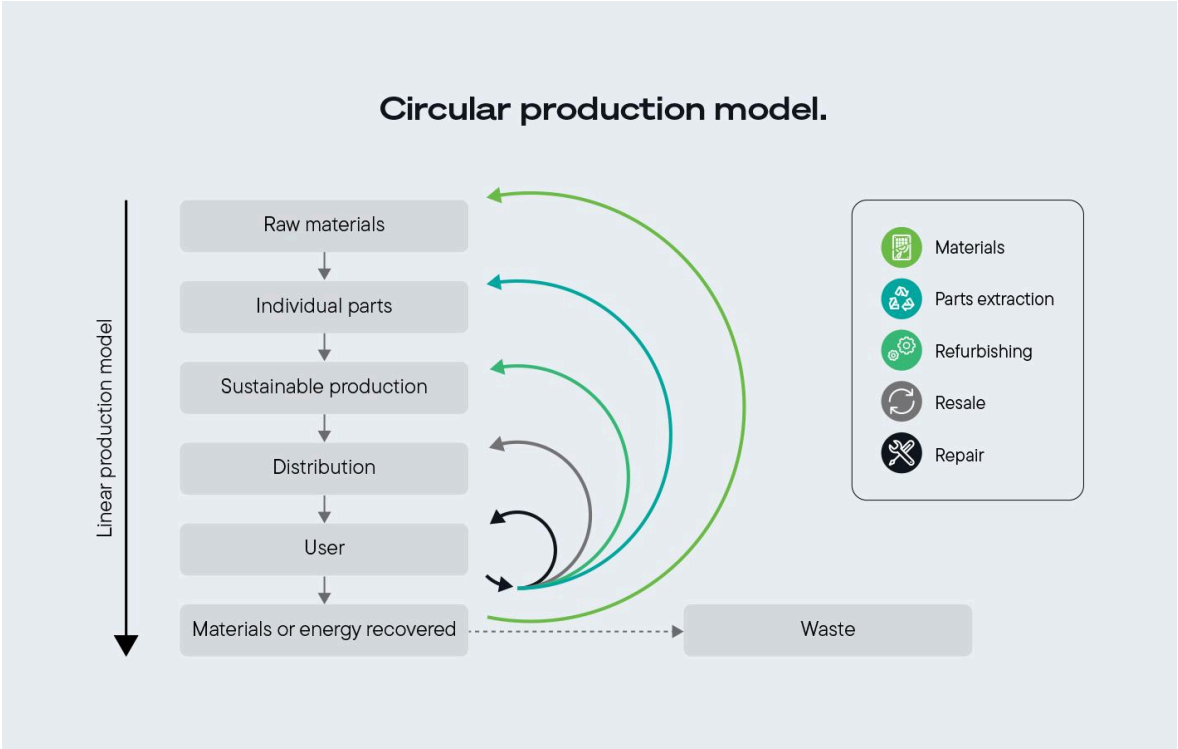 Circular production model.
Linear production model
Raw materials
Individual parts
Sustainable production
Distribution
User
Materials or energy recovered
Waste
Materials
Parts extraction
Refurbishing
Resale
Repair